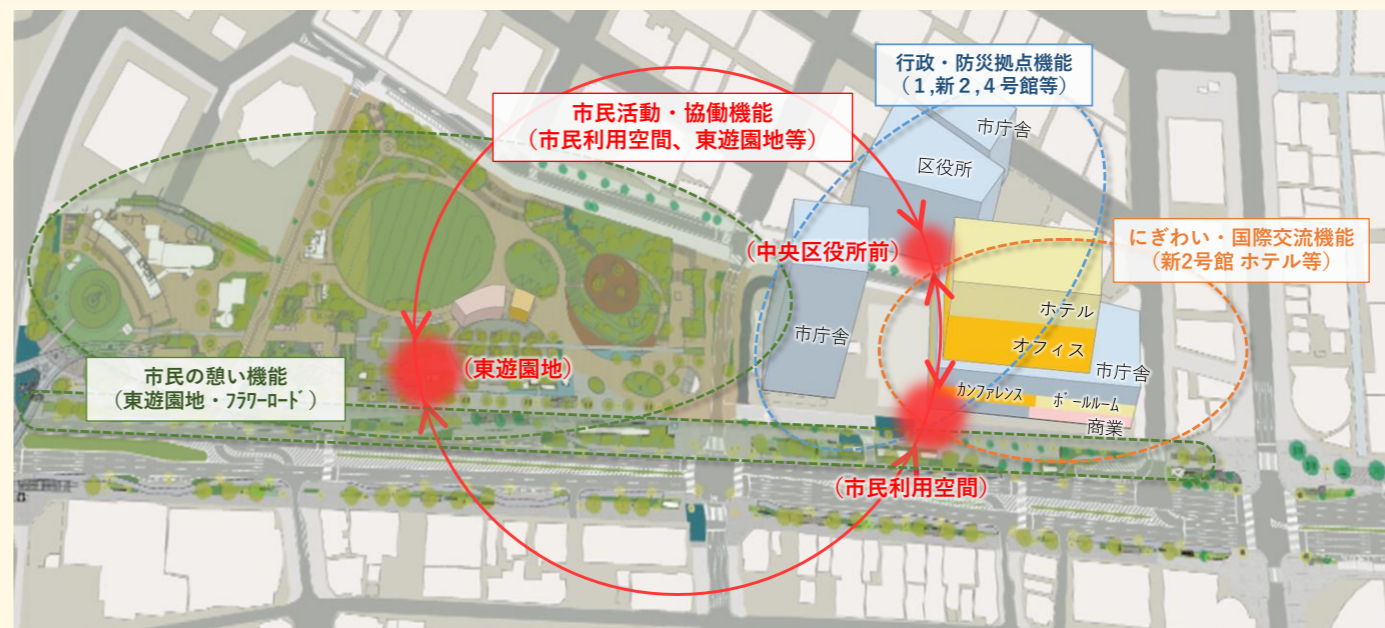 行政・防災拠点機能
（１,新２,４号館等）
市民活動・協働機能
（市民利用空間、東遊園地等）
市庁舎
区役所
（中央区役所前）
にぎわい・国際交流機能
（新2号館 ホテル等）
ホテル
市庁舎
オフィス
（東遊園地）
市庁舎
市民の憩い機能
（東遊園地・ﾌﾗﾜｰﾛｰﾄﾞ）
ｶﾝﾌｧﾚﾝｽ
ﾎﾞｰﾙﾙｰﾑ
商業
（市民利用空間）